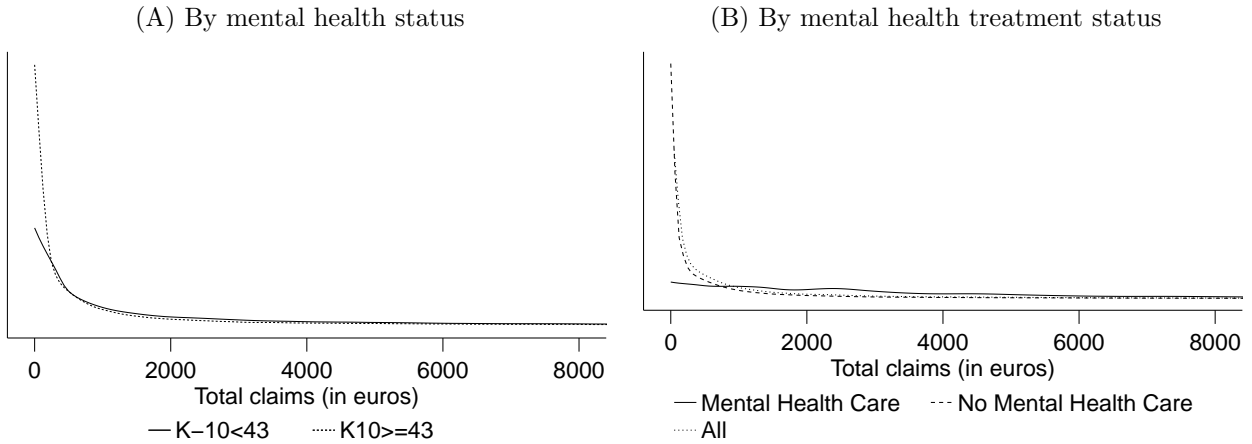 (A) By mental health status
0 2000 4000 6000 8000
Total claims (in euros)
K−10<43 K10>=43
(B) By mental health treatment status
0 2000 4000 6000 8000
Total claims (in euros)
Mental Health Care No Mental Health Care
All